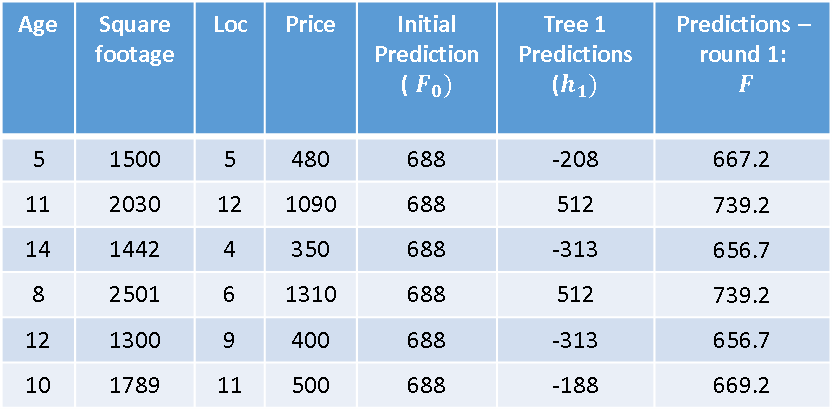 Age Square footage Loc Price Initial Prediction ( F₀) Tree 1 Predictions (h₁) Predictions – round 1: F
5 1500 5 480 688 -208 667.2
11 2030 12 1090 688 512 739.2
14 1442 4 350 688 -313 656.7
8 2501 6 1310 688 512 739.2
12 1300 9 400 688 -313 656.7
10 1789 11 500 688 -188 669.2